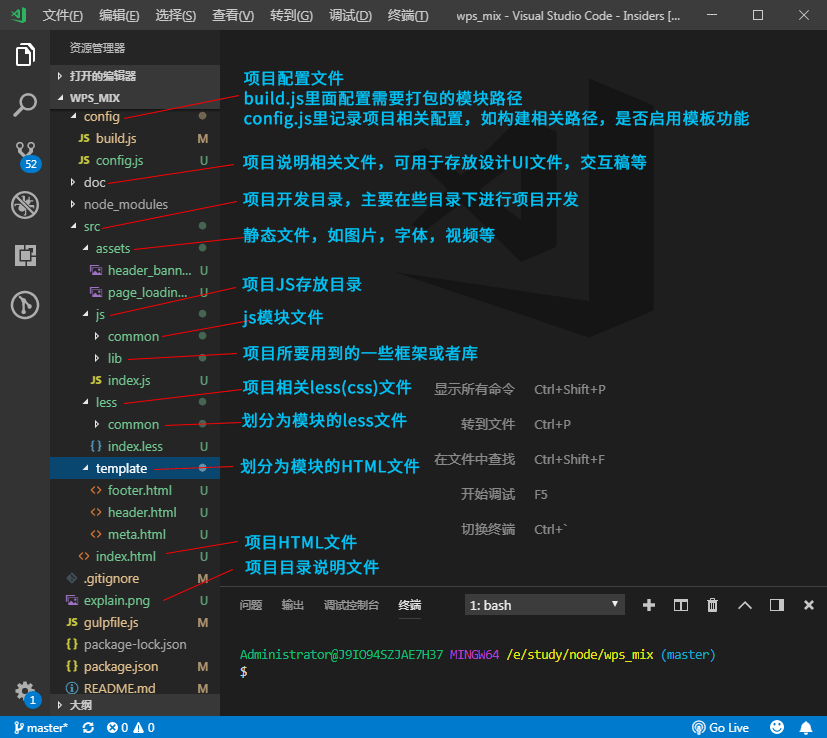 文件(F) 编辑(E) 选择(S) 查看(V) 转到(G) 调试(D) 终端(T) wps_mix - Visual Studio Code - Insiders [...
资源管理器
打开的编辑器
WPS_MIX
config
JS build.js M
JS config.js U
doc
node_modules
src
assets
header_bann... U
page_loadin... U
js
common
lib
JS index.js U
less
common
{} index.less U
template
<> footer.html U
<> header.html U
<> meta.html U
<> index.html U
.gitignore M
explain.png U
JS gulpfile.js M
{} package-lock.json
{} package.json M
README.md M
大纲
52
1
项目配置文件
build.js里面配置需要打包的模块路径
config.js里记录项目相关配置，如构建相关路径，是否启用模板功能
项目说明相关文件，可用于存放设计UI文件，交互稿等
项目开发目录，主要在些目录下进行项目开发
静态文件，如图片，字体，视频等
项目JS存放目录
js模块文件
项目所要用到的一些框架或者库
项目相关less(css)文件
划分为模块的less文件
划分为模块的HTML文件
项目HTML文件
项目目录说明文件
显示所有命令 Ctrl+Shift+P
转到文件 Ctrl+P
在文件中查找 Ctrl+Shift+F
开始调试 F5
切换终端 Ctrl+`
问题 输出 调试控制台 终端 1: bash
Administrator@J9IO94SZJAE7H37 MINGW64 /e/study/node/wps_mix (master)
$
master* 0 0 Go Live